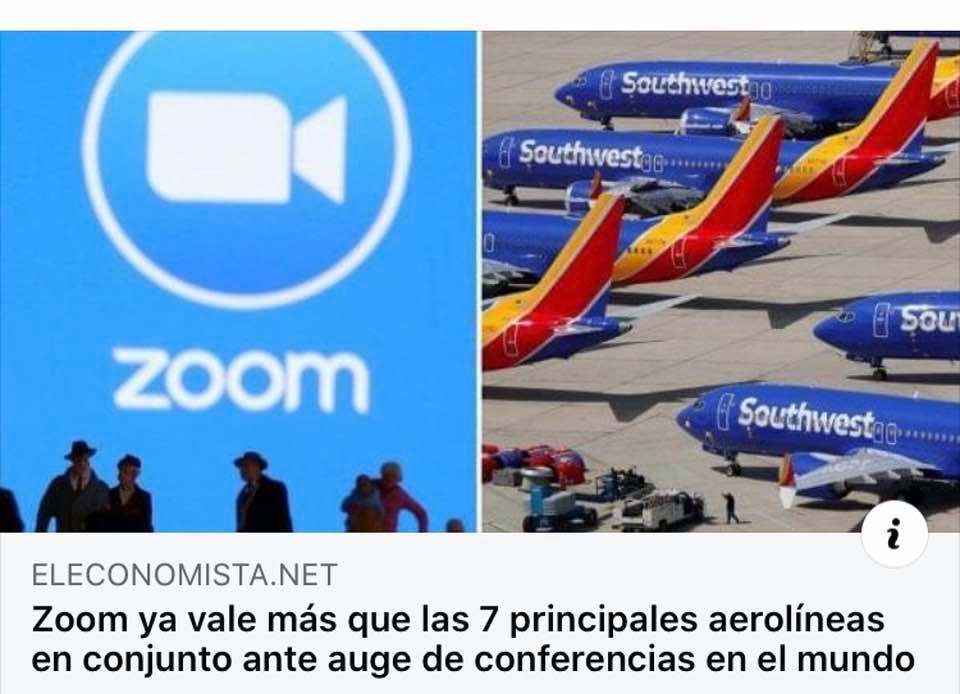 zoom
Southwest
Southwest
Sou
Southwest
ELECONOMISTA.NET
Zoom ya vale más que las 7 principales aerolíneas
en conjunto ante auge de conferencias en el mundo